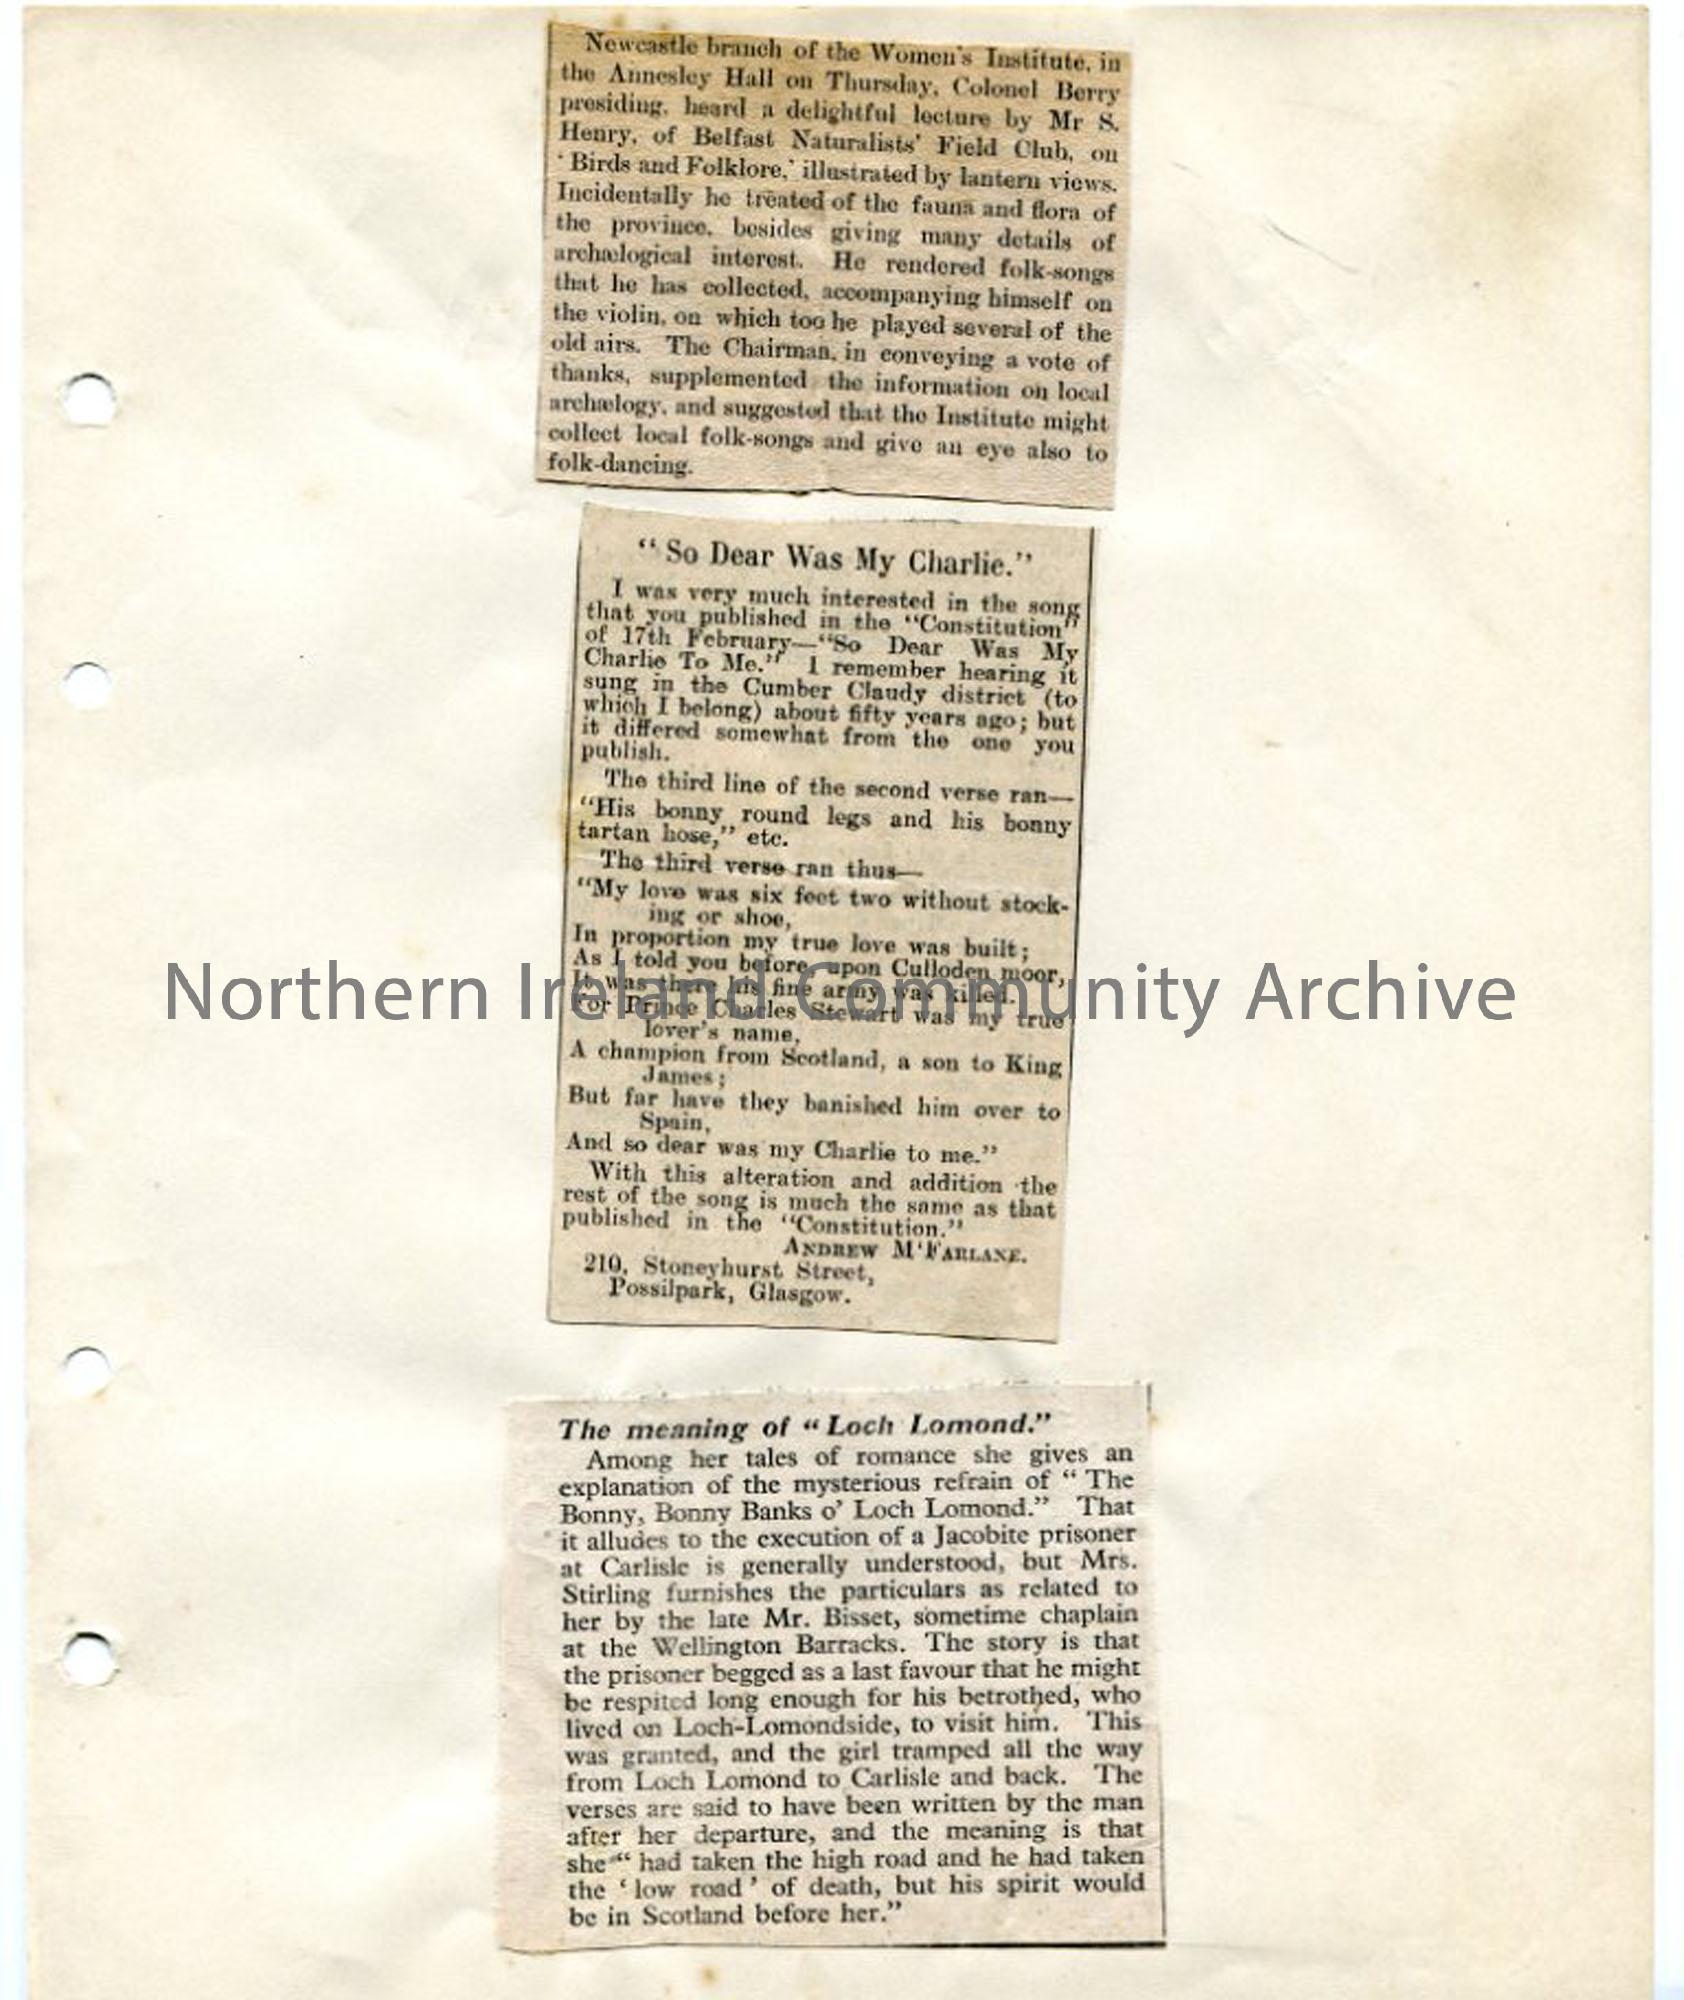 Newcastle branch of the Women's Institute, in
the Annesley Hall on Thursday, Colonel Berry
presiding, heard a delightful lecture by Mr S.
Henry, of Belfast Naturalists' Field Club, on
'Birds and Folklore,' illustrated by lantern views.
Incidentally he treated of the fauna and flora of
the province, besides giving many details of
archælogical interest. He rendered folk-songs
that he has collected, accompanying himself on
the violin, on which too he played several of the
old airs. The Chairman, in conveying a vote of
thanks, supplemented the information on local
archælogy, and suggested that the Institute might
collect local folk-songs and give an eye also to
folk-dancing.
"So Dear Was My Charlie."
I was very much interested in the song
that you published in the "Constitution"
of 17th February—"So Dear Was My
Charlie To Me." I remember hearing it
sung in the Cumber Claudy district (to
which I belong) about fifty years ago; but
it differed somewhat from the one you
publish.
The third line of the second verse ran—
"His bonny round legs and his bonny
tartan hose," etc.
The third verse ran thus—
"My love was six feet two without stock-
ing or shoe,
In proportion my true love was built;
As I told you before, upon Culloden moor,
It was there his fine army was killed.
For Prince Charles Stewart was my true
lover's name,
A champion from Scotland, a son to King
James;
But far have they banished him over to
Spain,
And so dear was my Charlie to me."
With this alteration and addition the
rest of the song is much the same as that
published in the "Constitution."
ANDREW M'FARLANE.
210, Stoneyhurst Street,
Possilpark, Glasgow.
Northern Ireland Community Archive
The meaning of "Loch Lomond."
Among her tales of romance she gives an
explanation of the mysterious refrain of "The
Bonny, Bonny Banks o' Loch Lomond." That
it alludes to the execution of a Jacobite prisoner
at Carlisle is generally understood, but Mrs.
Stirling furnishes the particulars as related to
her by the late Mr. Bisset, sometime chaplain
at the Wellington Barracks. The story is that
the prisoner begged as a last favour that he might
be respited long enough for his betrothed, who
lived on Loch-Lomondside, to visit him. This
was granted, and the girl tramped all the way
from Loch Lomond to Carlisle and back. The
verses are said to have been written by the man
after her departure, and the meaning is that
she "had taken the high road and he had taken
the 'low road' of death, but his spirit would
be in Scotland before her."